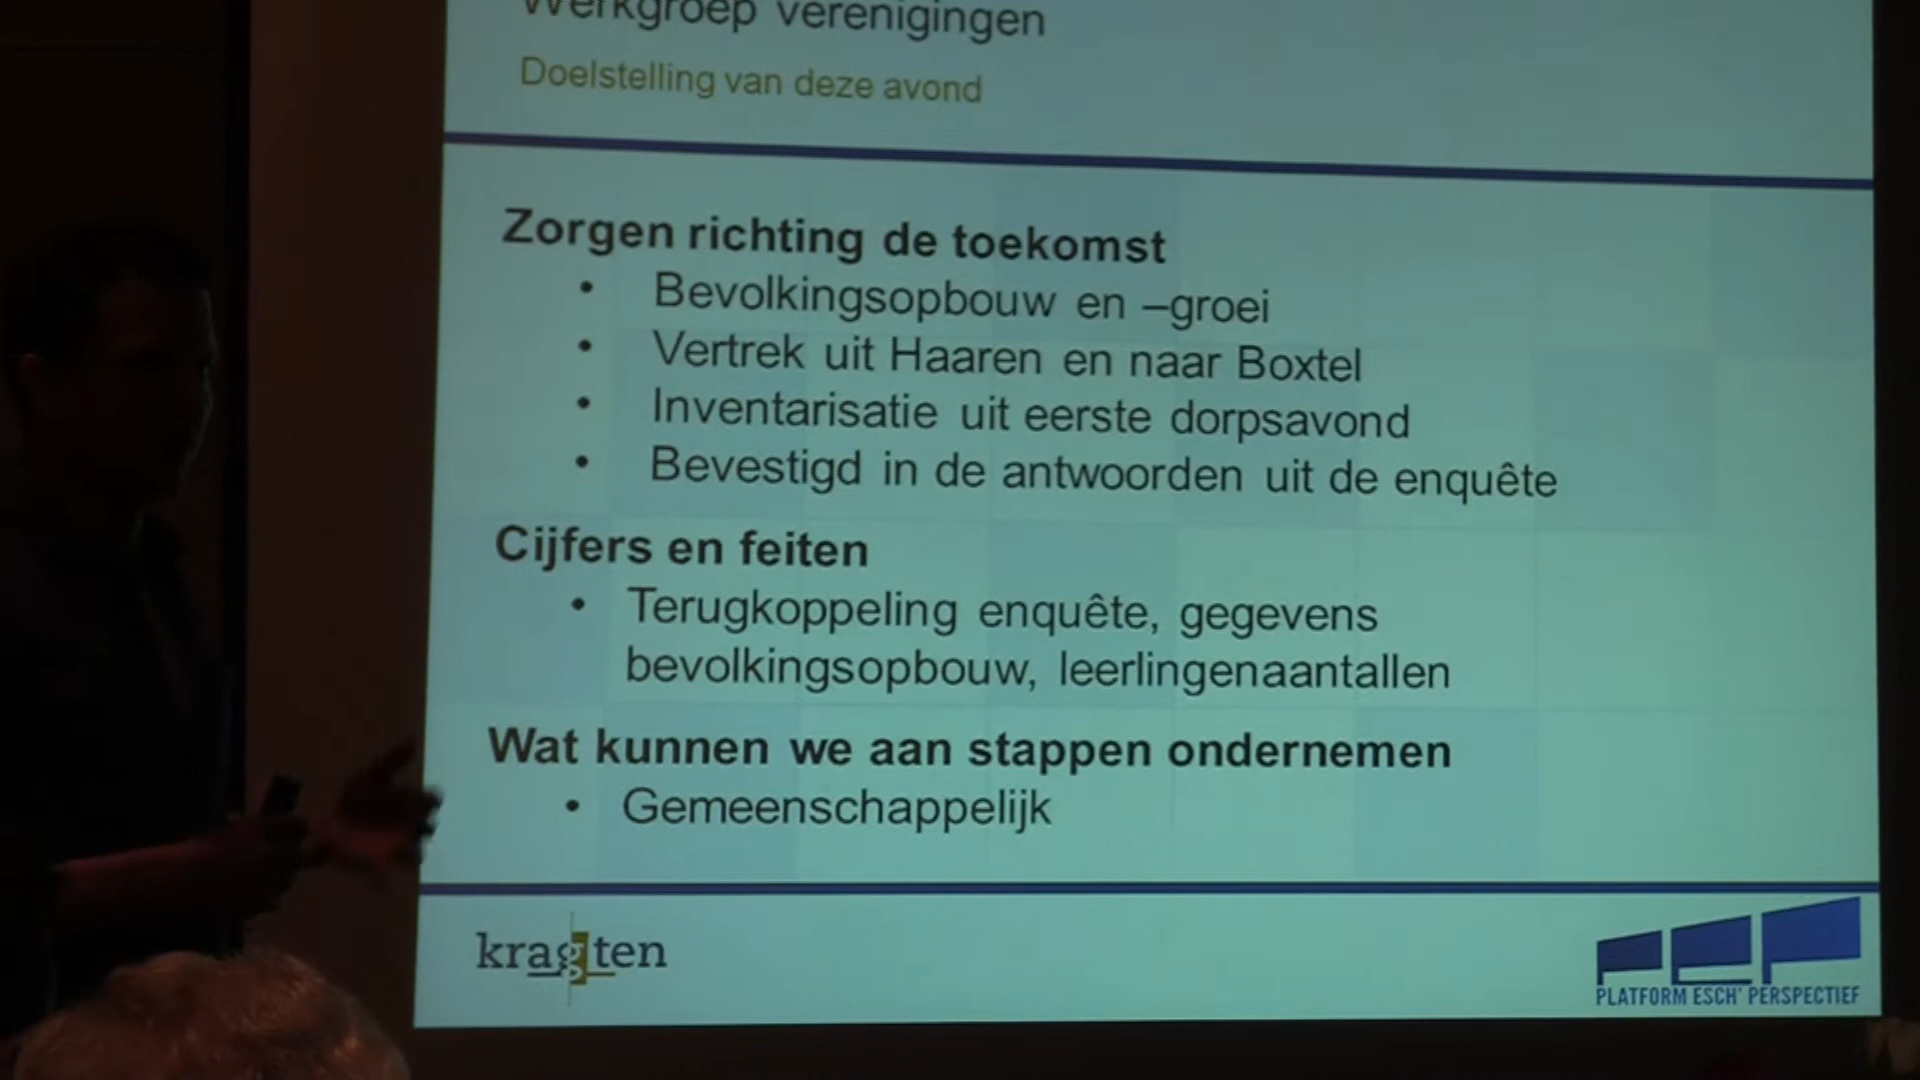 Werkgroep verenigingen
Doelstelling van deze avond
Zorgen richting de toekomst
• Bevolkingsopbouw en –groei
• Vertrek uit Haaren en naar Boxtel
• Inventarisatie uit eerste dorpsavond
• Bevestigd in de antwoorden uit de enquête
Cijfers en feiten
• Terugkoppeling enquête, gegevens
bevolkingsopbouw, leerlingenaantallen
Wat kunnen we aan stappen ondernemen
• Gemeenschappelijk
kragten
PEP
PLATFORM ESCH' PERSPECTIEF